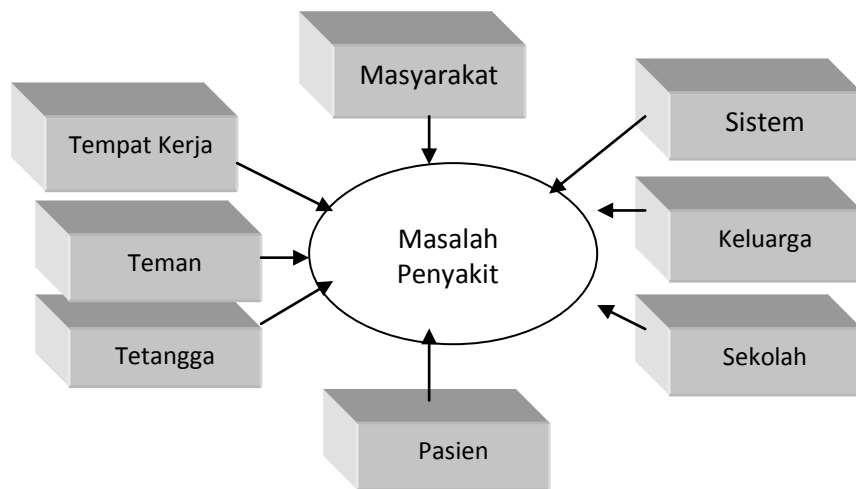 Masyarakat
Sistem
Tempat Kerja
Keluarga
Masalah
Penyakit
Teman
Tetangga
Sekolah
Pasien